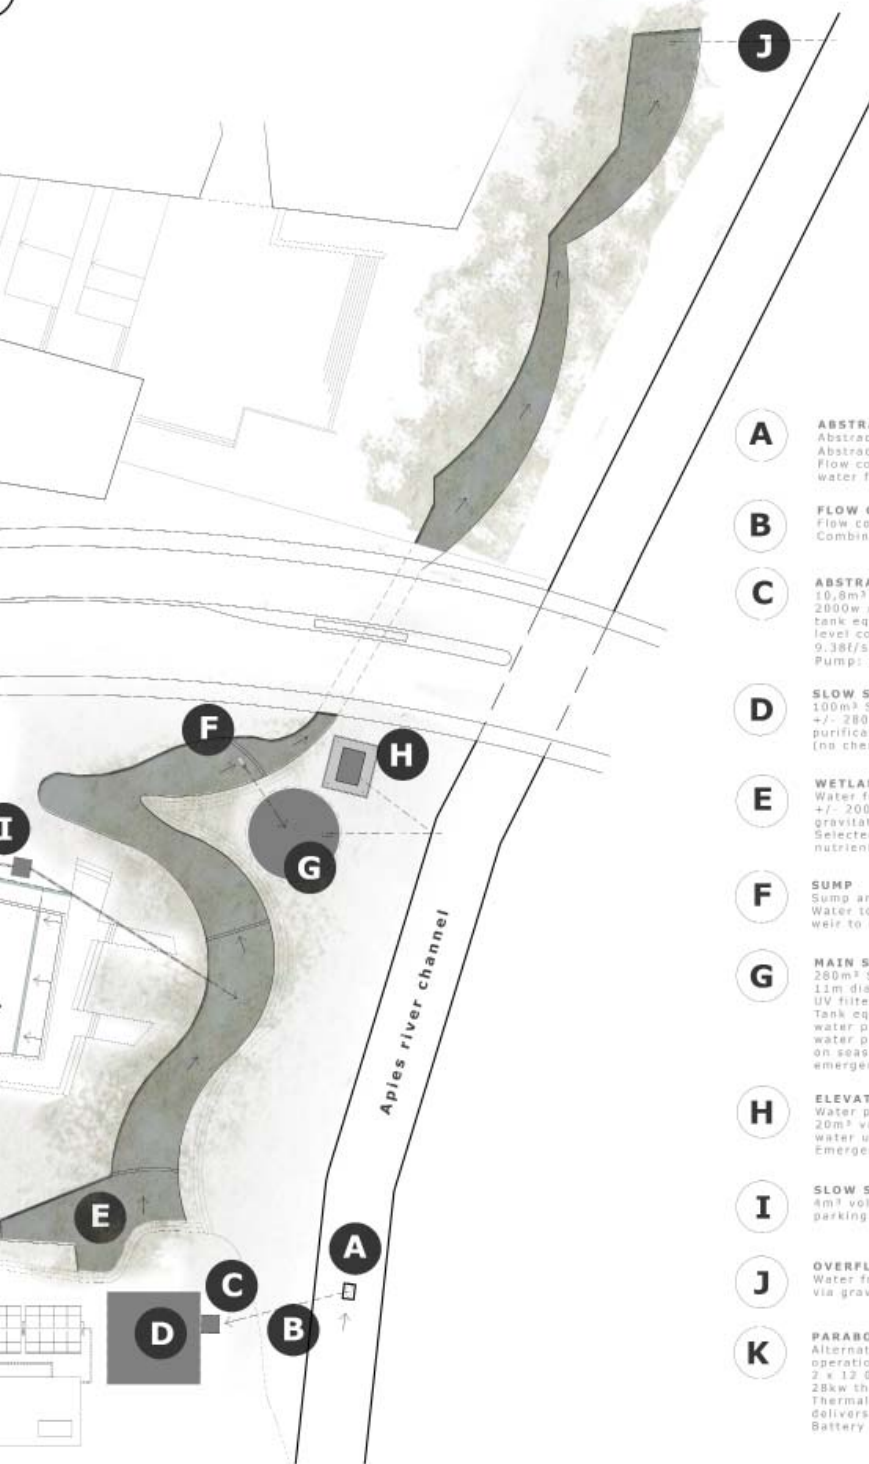 J
A
ABSTRA
Abstrac
Abstrac
Flow co
water f
B
FLOW C
Flow co
Combin
C
ABSTRA
10,8m³
2000w
tank eq
level co
9.38ℓ/s
Pump:
D
SLOW S
100m³ S
+/- 280
purifica
(no che
E
WETLA
Water f
+/- 200
gravitat
Selecte
nutrien
F
SUMP
Sump an
Water to
weir to
G
MAIN S
280m³ S
11m dia
UV filte
Tank eq
water p
water p
on seas
emerge
H
ELEVAT
Water p
20m³ v
water u
Emerge
I
SLOW S
4m³ vol
parking
J
OVERFL
Water f
via grav
K
PARABO
Alternat
operatio
2 x 12
28kw th
Thermal
delivers
Battery
F
H
I
G
Apies river channel
E
A
C
D
B